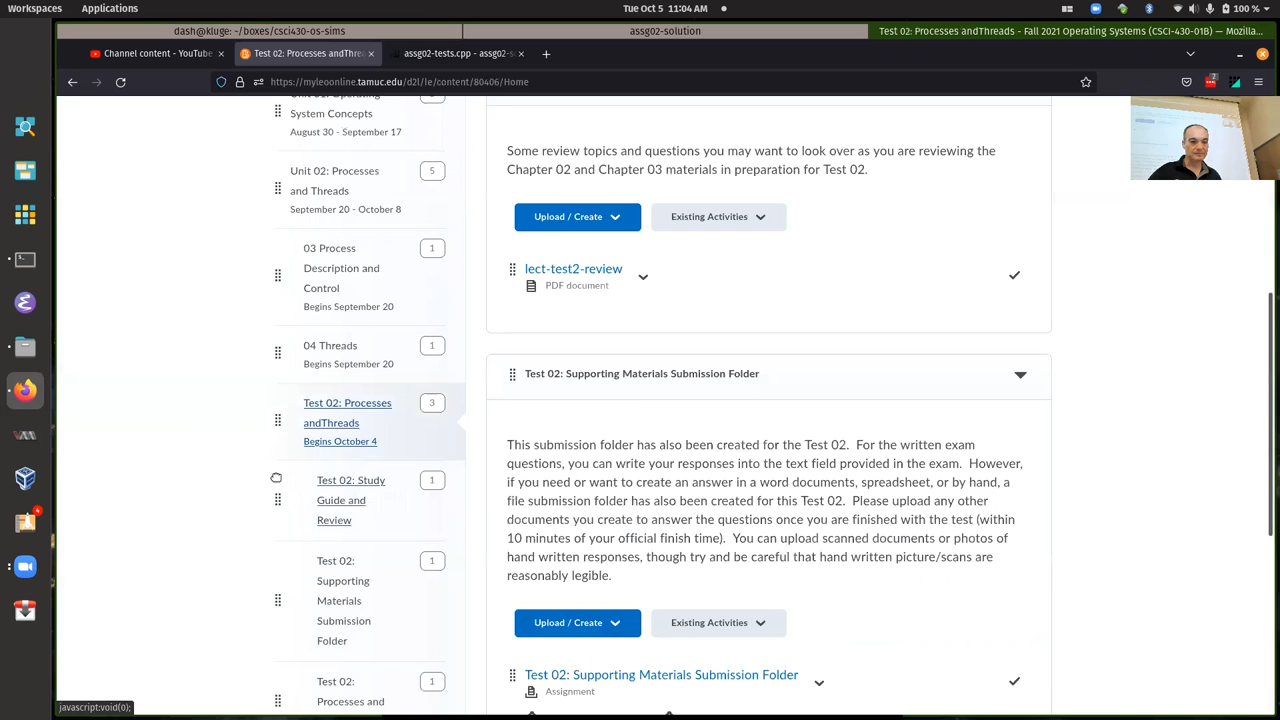 Workspaces Applications Tue Oct 5 11:04 AM 100 %
dash@kluge: ~/boxes/csci430-os-sims assg02-solution Test 02: Processes andThreads - Fall 2021 Operating Systems (CSCI-430-01B) — Mozilla...
Channel content - YouTube Test 02: Processes andThre assg02-tests.cpp - assg02-so
https://myleoonline.tamuc.edu/d2l/le/content/80406/Home
System Concepts
August 30 - September 17
Unit 02: Processes and Threads 5
September 20 - October 8
03 Process Description and Control 1
Begins September 20
04 Threads 1
Begins September 20
Test 02: Processes andThreads 3
Begins October 4
Test 02: Study Guide and Review 1
Test 02: Supporting Materials Submission Folder 1
Test 02: Processes and 1
Some review topics and questions you may want to look over as you are reviewing the
Chapter 02 and Chapter 03 materials in preparation for Test 02.
Upload / Create Existing Activities
lect-test2-review
PDF document
Test 02: Supporting Materials Submission Folder
This submission folder has also been created for the Test 02. For the written exam
questions, you can write your responses into the text field provided in the exam. However,
if you need or want to create an answer in a word documents, spreadsheet, or by hand, a
file submission folder has also been created for this Test 02. Please upload any other
documents you create to answer the questions once you are finished with the test (within
10 minutes of your official finish time). You can upload scanned documents or photos of
hand written responses, though try and be careful that hand written picture/scans are
reasonably legible.
Upload / Create Existing Activities
Test 02: Supporting Materials Submission Folder
Assignment
javascript:void(0);